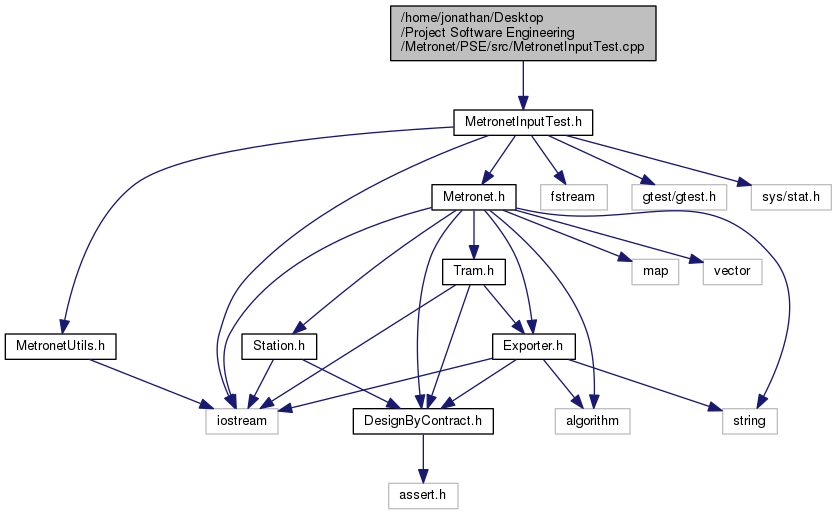 /home/jonathan/Desktop
/Project Software Engineering
/Metronet/PSE/src/MetronetInputTest.cpp
MetronetInputTest.h
Metronet.h
fstream
gtest/gtest.h
sys/stat.h
Tram.h
map
vector
MetronetUtils.h
Station.h
Exporter.h
iostream
DesignByContract.h
algorithm
string
assert.h